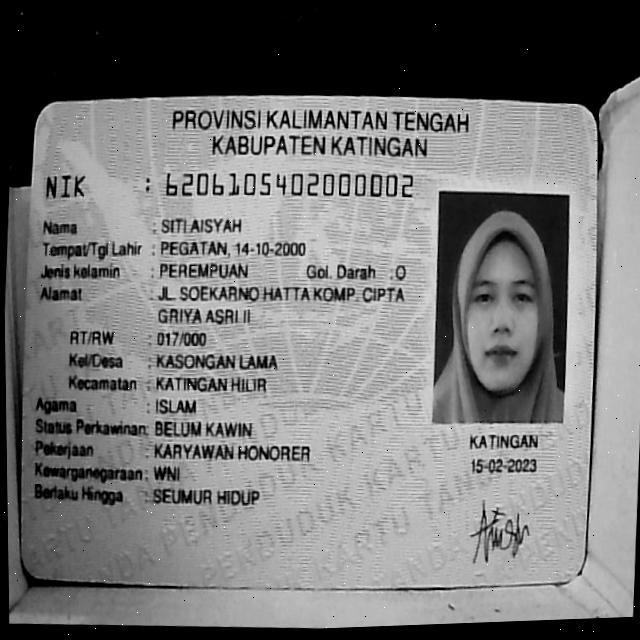 PROVINSI KALIMANTAN TENGAH
KABUPATEN KATINGAN
NIK : 6206105402000002
Nama : SITI AISYAH
Tempat/Tgl Lahir : PEGATAN, 14-10-2000
Jenis kelamin : PEREMPUAN Gol. Darah : O
Alamat : JL. SOEKARNO HATTA KOMP. CIPTA
GRIYA ASRI II
RT/RW : 017/000
Kel/Desa : KASONGAN LAMA
Kecamatan : KATINGAN HILIR
Agama : ISLAM
Status Perkawinan: BELUM KAWIN
Pekerjaan : KARYAWAN HONORER
Kewarganegaraan: WNI
Berlaku Hingga : SEUMUR HIDUP
KATINGAN
15-02-2023